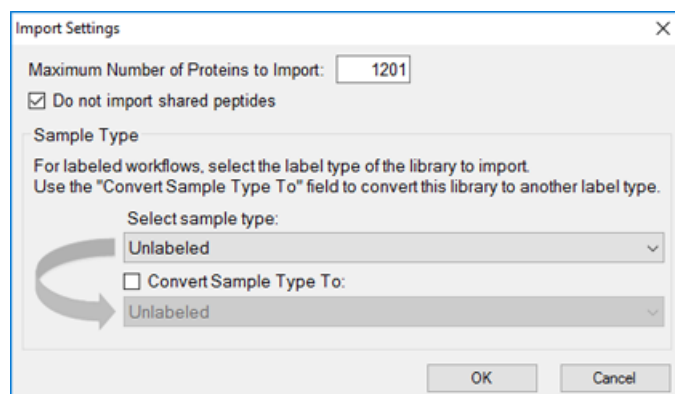 Import Settings
Maximum Number of Proteins to Import: 1201
Do not import shared peptides
Sample Type
For labeled workflows, select the label type of the library to import.
Use the "Convert Sample Type To" field to convert this library to another label type.
Select sample type:
Unlabeled
Convert Sample Type To:
Unlabeled
OK Cancel